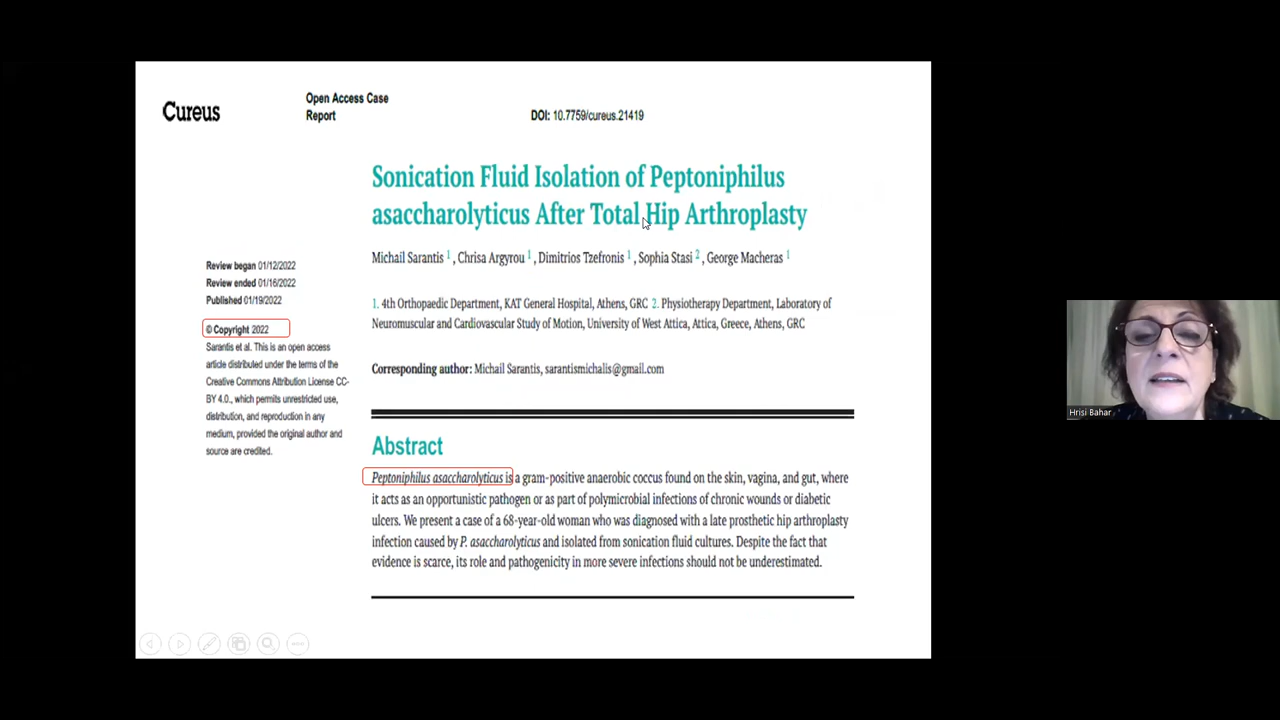 Cureus
Open Access Case
Report
DOI: 10.7759/cureus.21419
Sonication Fluid Isolation of Peptoniphilus
asaccharolyticus After Total Hip Arthroplasty
Michail Sarantis 1 , Chrisa Argyrou 1 , Dimitrios Tzefronis 1 , Sophia Stasi 2 , George Macheras 1
Review began 01/12/2022
Review ended 01/16/2022
Published 01/19/2022
© Copyright 2022
Sarantis et al. This is an open access
article distributed under the terms of the
Creative Commons Attribution License CC-
BY 4.0., which permits unrestricted use,
distribution, and reproduction in any
medium, provided the original author and
source are credited.
1. 4th Orthopaedic Department, KAT General Hospital, Athens, GRC 2. Physiotherapy Department, Laboratory of
Neuromuscular and Cardiovascular Study of Motion, University of West Attica, Attica, Greece, Athens, GRC
Corresponding author: Michail Sarantis, sarantismichalis@gmail.com
Abstract
Peptoniphilus asaccharolyticus is a gram-positive anaerobic coccus found on the skin, vagina, and gut, where
it acts as an opportunistic pathogen or as part of polymicrobial infections of chronic wounds or diabetic
ulcers. We present a case of a 68-year-old woman who was diagnosed with a late prosthetic hip arthroplasty
infection caused by P. asaccharolyticus and isolated from sonication fluid cultures. Despite the fact that
evidence is scarce, its role and pathogenicity in more severe infections should not be underestimated.
Hrisi Bahar